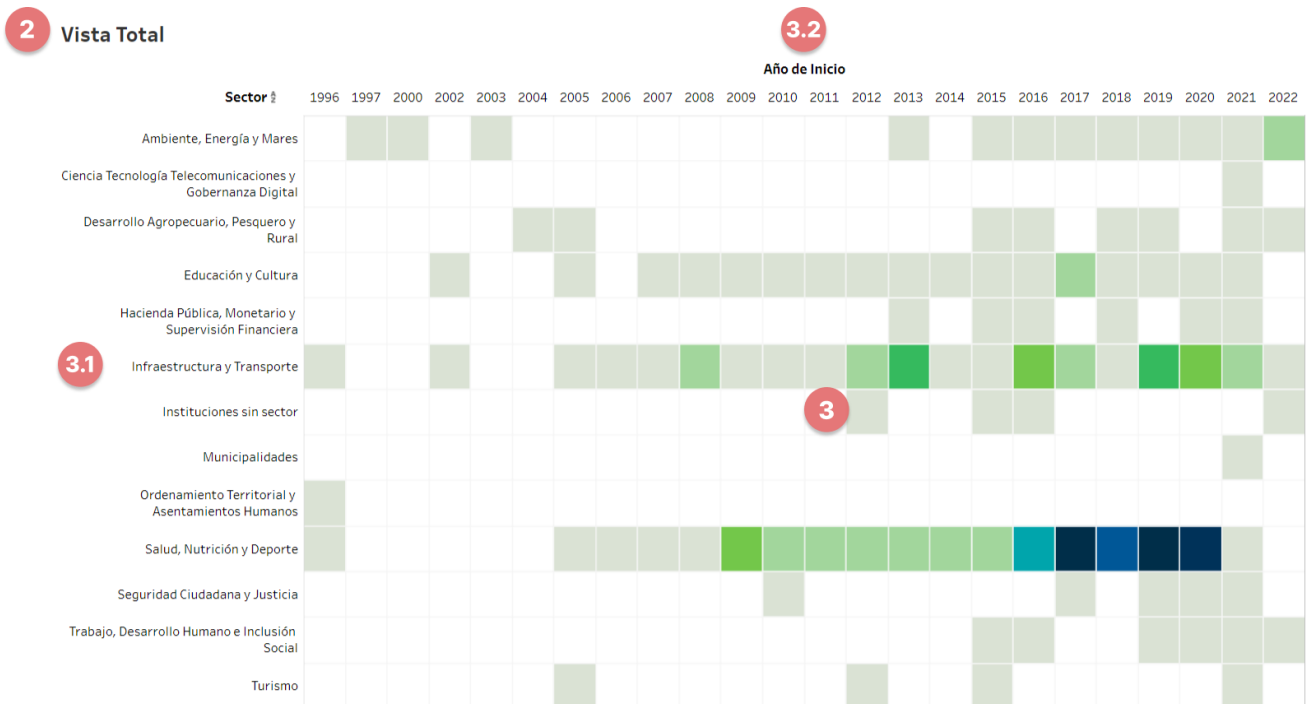 2 Vista Total
3.2
Año de Inicio
Sector 1996 1997 2000 2002 2003 2004 2005 2006 2007 2008 2009 2010 2011 2012 2013 2014 2015 2016 2017 2018 2019 2020 2021 2022
Ambiente, Energía y Mares
Ciencia Tecnología Telecomunicaciones y
Gobernanza Digital
Desarrollo Agropecuario, Pesquero y
Rural
Educación y Cultura
Hacienda Pública, Monetario y
Supervisión Financiera
3.1 Infraestructura y Transporte
3
Instituciones sin sector
Municipalidades
Ordenamiento Territorial y
Asentamientos Humanos
Salud, Nutrición y Deporte
Seguridad Ciudadana y Justicia
Trabajo, Desarrollo Humano e Inclusión
Social
Turismo